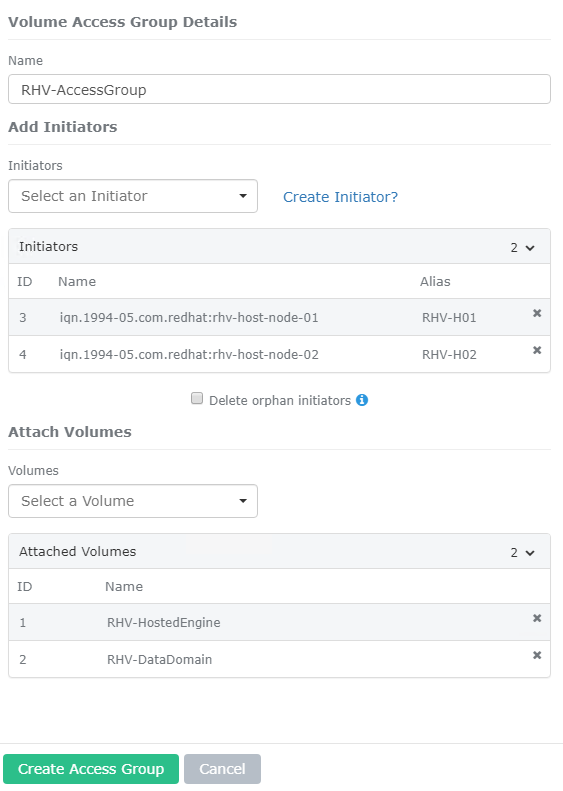 Volume Access Group Details
Name
RHV-AccessGroup
Add Initiators
Initiators
Select an Initiator
Create Initiator?
Initiators 2
ID Name Alias
3 iqn.1994-05.com.redhat:rhv-host-node-01 RHV-H01
4 iqn.1994-05.com.redhat:rhv-host-node-02 RHV-H02
Delete orphan initiators
Attach Volumes
Volumes
Select a Volume
Attached Volumes 2
ID Name
1 RHV-HostedEngine
2 RHV-DataDomain
Create Access Group Cancel